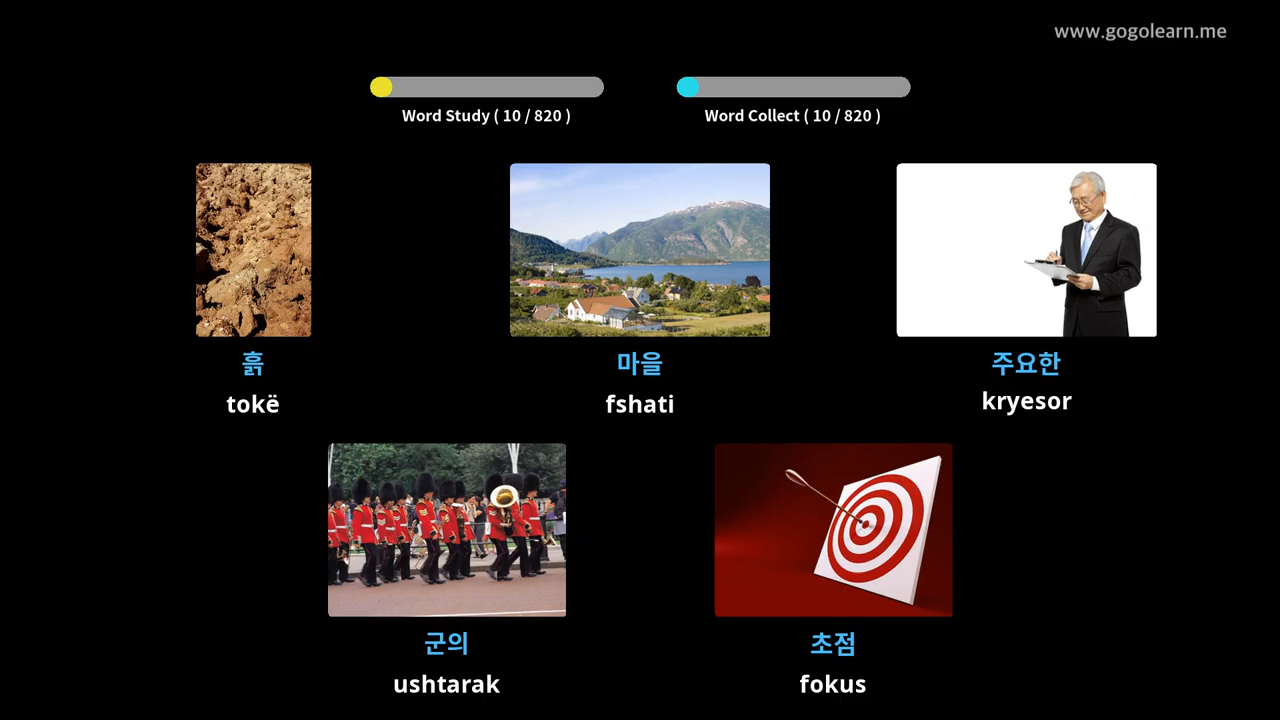 www.gogolearn.me
Word Study ( 10 / 820 )
Word Collect ( 10 / 820 )
흙
tokë
마을
fshati
주요한
kryesor
군의
ushtarak
초점
fokus